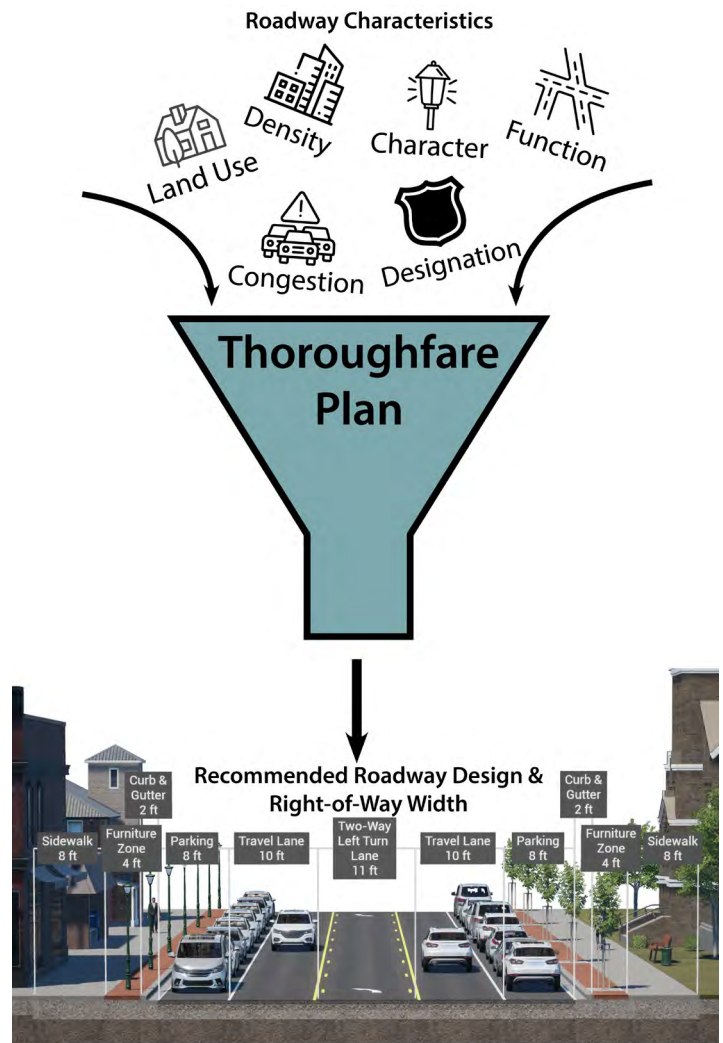 Roadway Characteristics
Land Use
Density
Character
Function
Congestion
Designation
Thoroughfare
Plan
Recommended Roadway Design &
Right-of-Way Width
Sidewalk
8 ft
Furniture
Zone
4 ft
Curb &
Gutter
2 ft
Parking
8 ft
Travel Lane
10 ft
Two-Way
Left Turn
Lane
11 ft
Travel Lane
10 ft
Parking
8 ft
Curb &
Gutter
2 ft
Furniture
Zone
4 ft
Sidewalk
8 ft